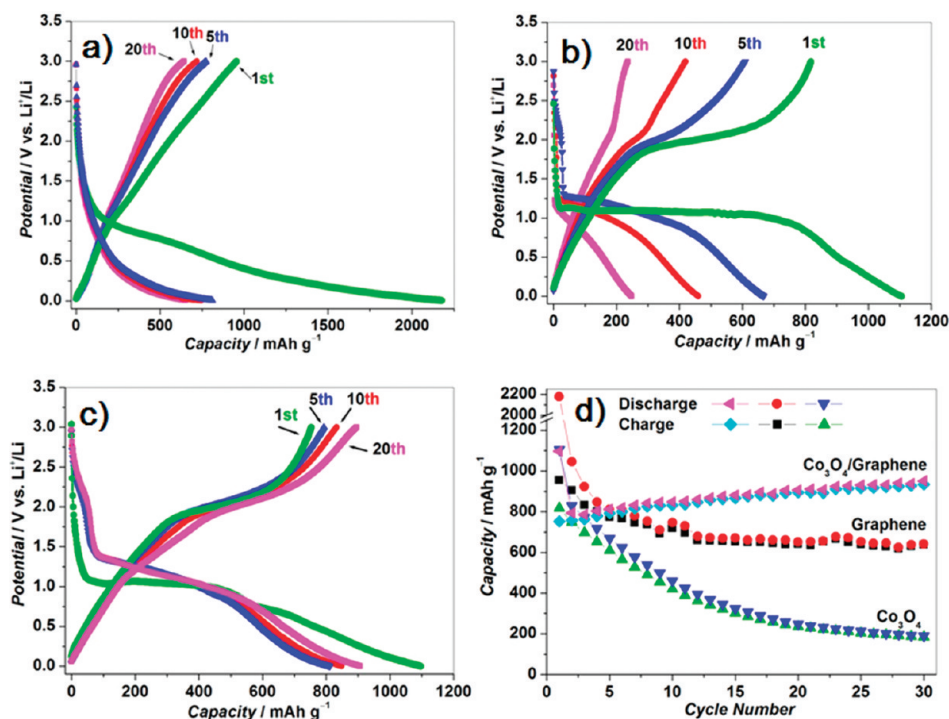 a)
20th 10th 5th
1st
3.5
3.0
2.5
2.0
1.5
1.0
0.5
0.0
Potential / V vs. Li⁺/Li
0 500 1000 1500 2000
Capacity / mAh g⁻¹
b)
20th 10th 5th 1st
3.5
3.0
2.5
2.0
1.5
1.0
0.5
0.0
Potential / V vs. Li⁺/Li
0 200 400 600 800 1000 1200
Capacity / mAh g⁻¹
c)
1st 5th 10th
20th
3.5
3.0
2.5
2.0
1.5
1.0
0.5
0.0
Potential / V vs. Li⁺/Li
0 200 400 600 800 1000 1200
Capacity / mAh g⁻¹
d)
Discharge
Charge
Co₃O₄/Graphene
Graphene
Co₃O₄
2200
2000
1200
1000
800
600
400
200
Capacity / mAh g⁻¹
0 5 10 15 20 25 30
Cycle Number